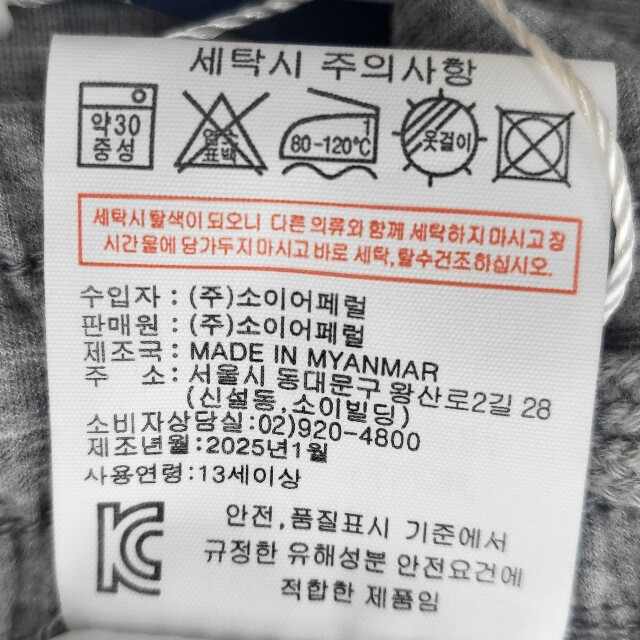 세탁시 주의사항
약30
중성
염소
표백
80-120℃
옷걸이
세탁시 탈색이 되오니 다른 의류와 함께 세탁하지 마시고 장
시간 물에 담가두지 마시고 바로 세탁,탈수건조하십시오.
수입자 : (주)소이어페럴
판매원 : (주)소이어페럴
제조국 : MADE IN MYANMAR
주 소 : 서울시 동대문구 왕산로2길 28
(신설동,소이빌딩)
소비자상담실:02)920-4800
제조년월:2025년1월
사용연령:13세이상
KC
안전,품질표시 기준에서
규정한 유해성분 안전요건에
적합한 제품임